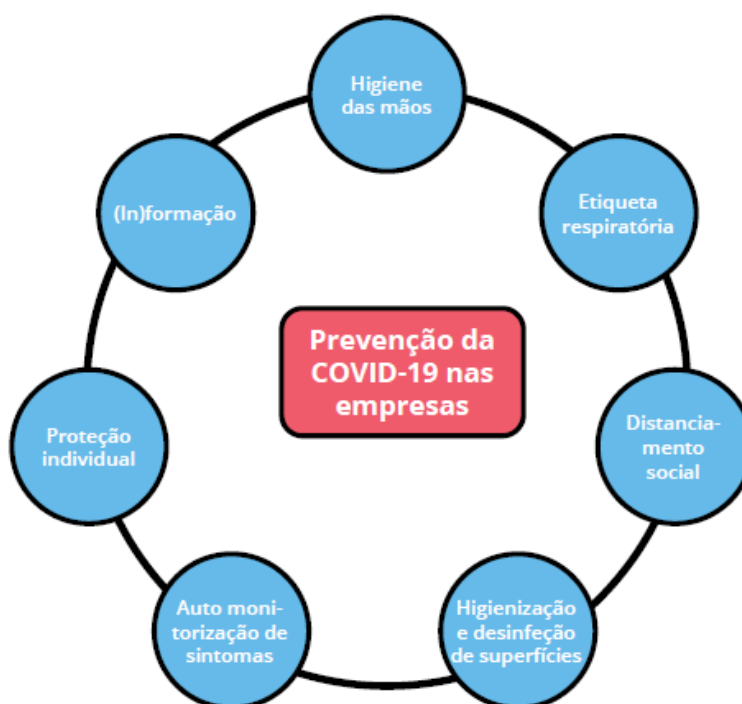 Higiene
das mãos
Etiqueta
respiratória
Distancia-
mento
social
Higienização
e desinfeção
de superfícies
Auto moni-
torização de
sintomas
Proteção
individual
(In)formação
Prevenção da
COVID-19 nas
empresas